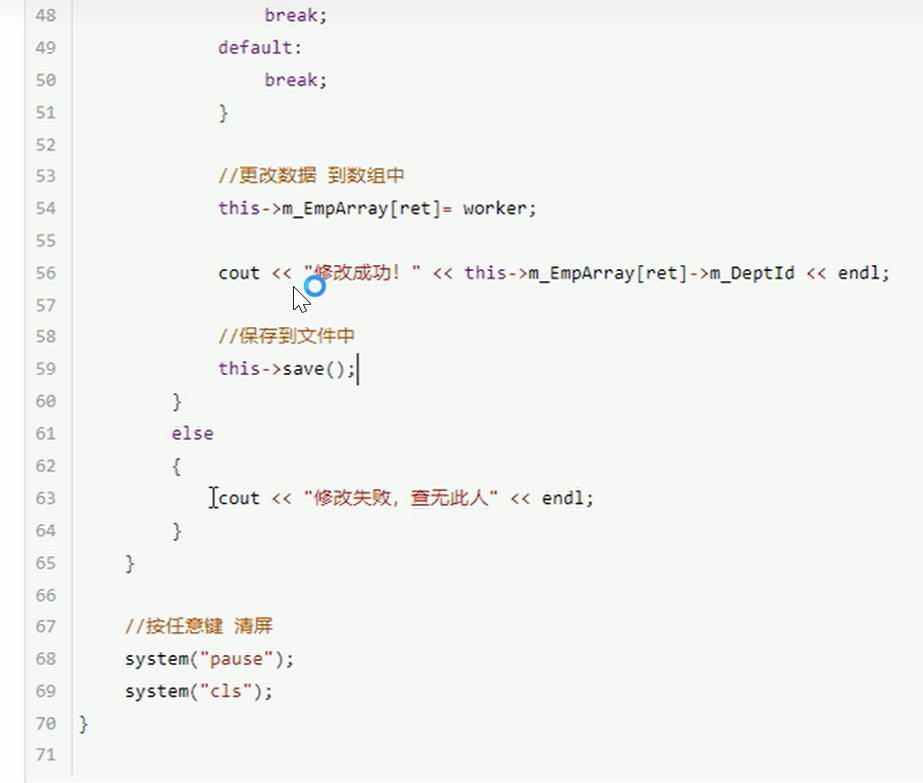 48 break;
49 default:
50 break;
51 }
52
53 //更改数据 到数组中
54 this->m_EmpArray[ret]= worker;
55
56 cout << "修改成功！" << this->m_EmpArray[ret]->m_DeptId << endl;
57
58 //保存到文件中
59 this->save();
60 }
61 else
62 {
63 cout << "修改失败，查无此人" << endl;
64 }
65 }
66
67 //按任意键 清屏
68 system("pause");
69 system("cls");
70 }
71